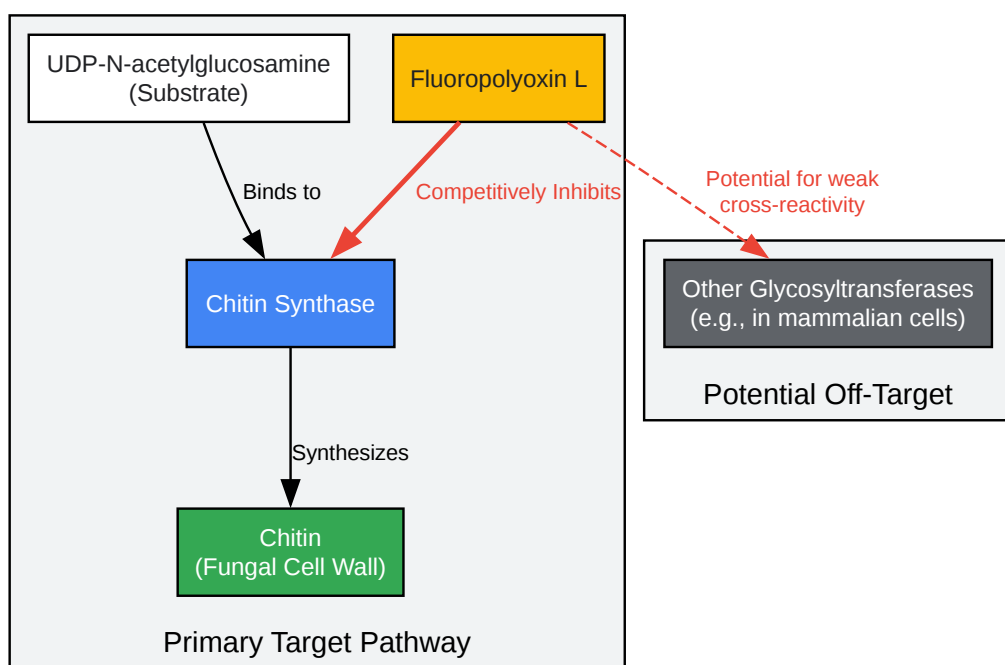 UDP-N-acetylglucosamine
(Substrate)
Fluoropolyoxin L
Binds to
Competitively Inhibits
Potential for weak
cross-reactivity
Chitin Synthase
Other Glycosyltransferases
(e.g., in mammalian cells)
Potential Off-Target
Synthesizes
Chitin
(Fungal Cell Wall)
Primary Target Pathway